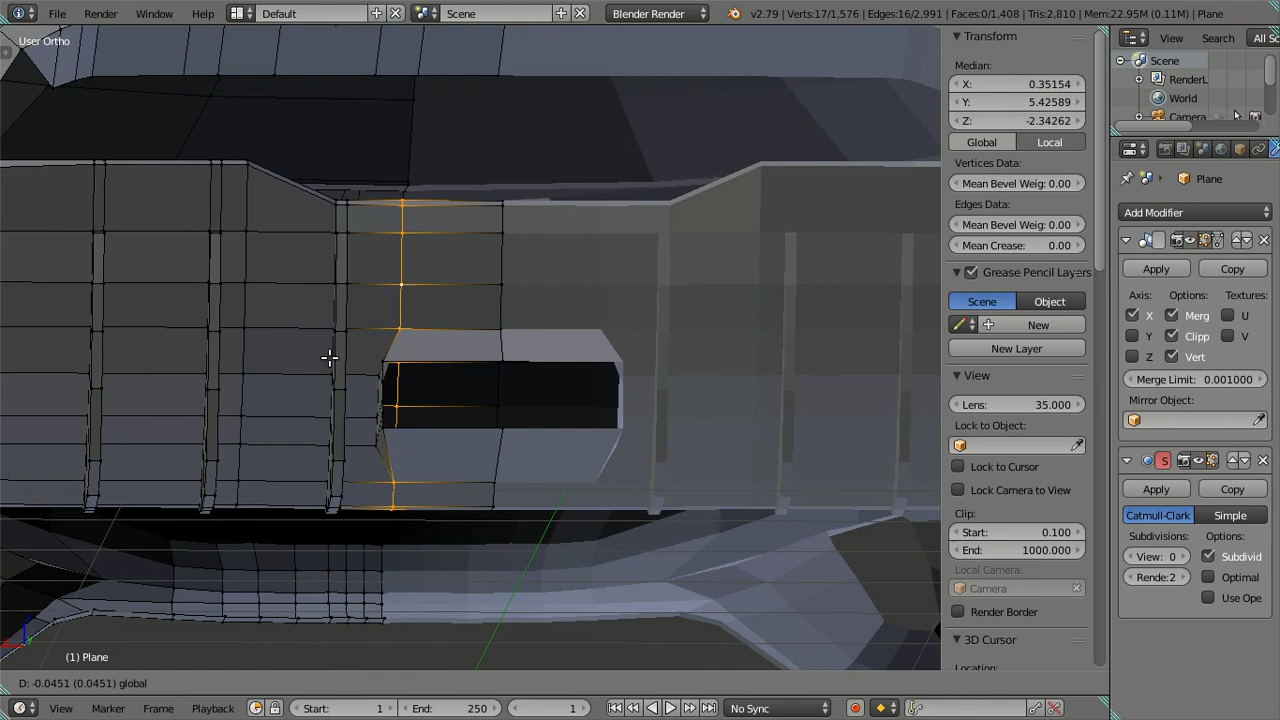 File Render Window Help Default Scene Blender Render v2.79 | Verts:17/1,576 | Edges:16/2,991 | Faces:0/1,408 | Tris:2,810 | Mem:22.95M (0.11M) | Plane
User Ortho
Transform
Median:
X: 0.35154
Y: 5.42589
Z: -2.34262
Global Local
Vertices Data:
Mean Bevel Weig: 0.00
Edges Data:
Mean Bevel Weig: 0.00
Mean Crease: 0.00
Grease Pencil Layers
Scene Object
New
New Layer
View
Lens: 35.000
Lock to Object:
Lock to Cursor
Lock Camera to View
Clip:
Start: 0.100
End: 1000.000
Local Camera:
Camera
Render Border
3D Cursor
Location:
View Search All Sc
Scene
RenderL
World
Camera
Plane
Add Modifier
Apply Copy
Axis: Options: Textures:
X Merg U
Y Clipp V
Z Vert
Merge Limit: 0.001000
Mirror Object:
S
Apply Copy
Catmull-Clark Simple
Subdivisions: Options:
View: 0 Subdivid
Rende: 2 Optimal
Use Ope
(1) Plane
D: -0.0451 (0.0451) global
View Marker Frame Playback Start: 1 End: 250 1 No Sync